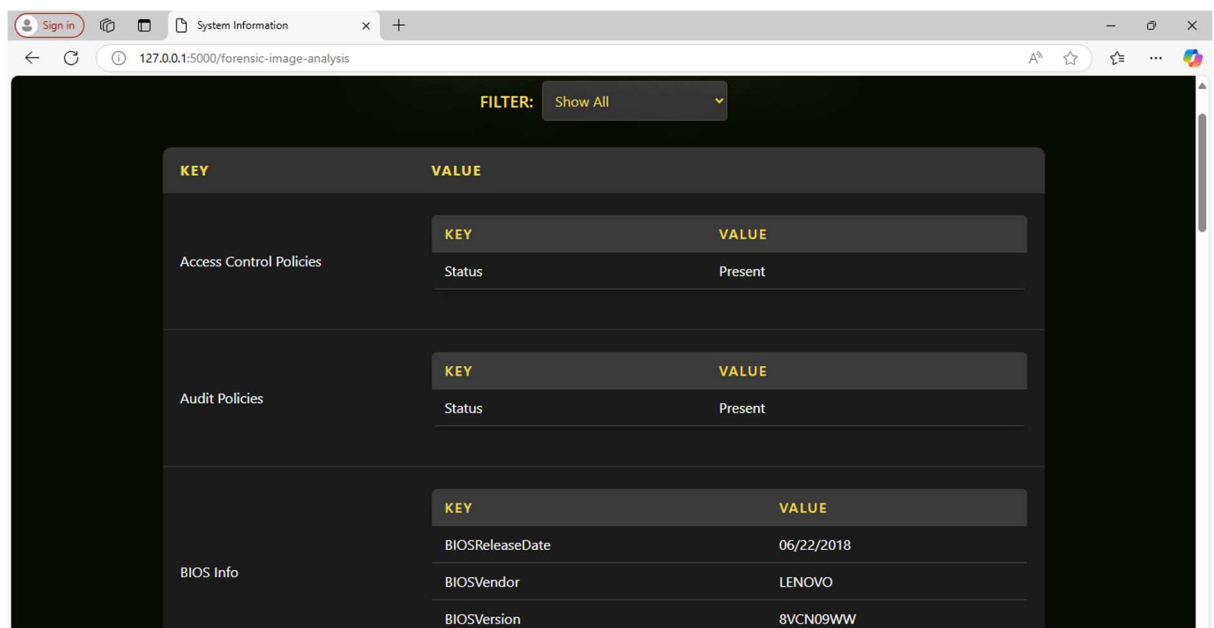 Sign in
System Information
127.0.0.1:5000/forensic-image-analysis
FILTER: Show All
KEY VALUE
Access Control Policies
KEY VALUE
Status Present
Audit Policies
KEY VALUE
Status Present
BIOS Info
KEY VALUE
BIOSReleaseDate 06/22/2018
BIOSVendor LENOVO
BIOSVersion 8VCN09WW